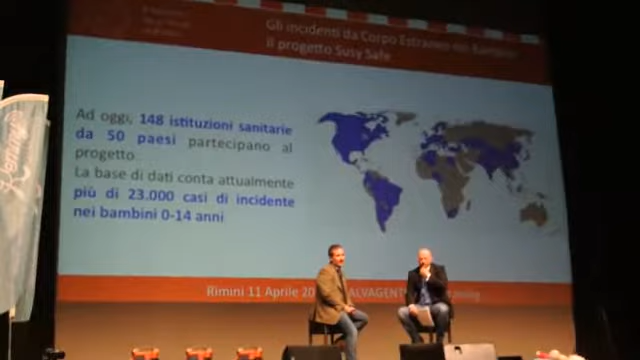 Gli incidenti da Corpo Estraneo nei Bambini
Il progetto Susy Safe
Ad oggi, 148 istituzioni sanitarie
da 50 paesi partecipano al
progetto
La base di dati conta attualmente
più di 23.000 casi di incidente
nei bambini 0-14 anni
Rimini 11 Aprile